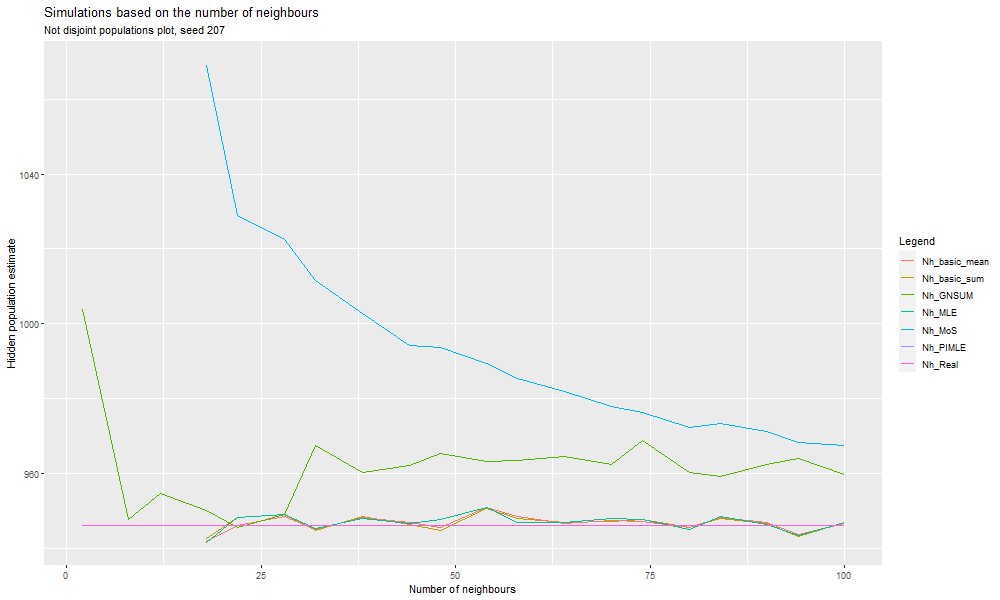 Simulations based on the number of neighbours
Not disjoint populations plot, seed 207
Hidden population estimate
1040
1000
960
0
25
50
75
100
Number of neighbours
Legend
Nh_basic_mean
Nh_basic_sum
Nh_GNSUM
Nh_MLE
Nh_MoS
Nh_PIMLE
Nh_Real